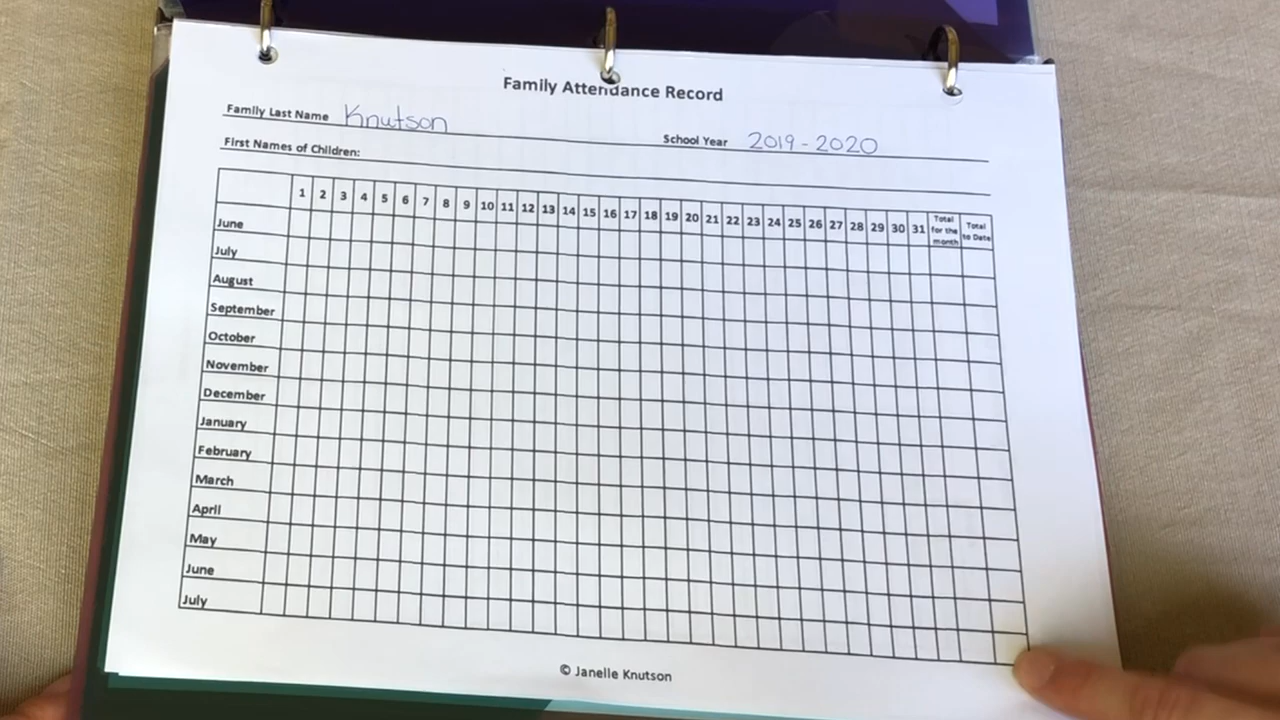 Family Attendance Record
Family Last Name Knutson School Year 2019 - 2020
First Names of Children:
1 2 3 4 5 6 7 8 9 10 11 12 13 14 15 16 17 18 19 20 21 22 23 24 25 26 27 28 29 30 31 Total for the month Total to Date
June
July
August
September
October
November
December
January
February
March
April
May
June
July
© Janelle Knutson